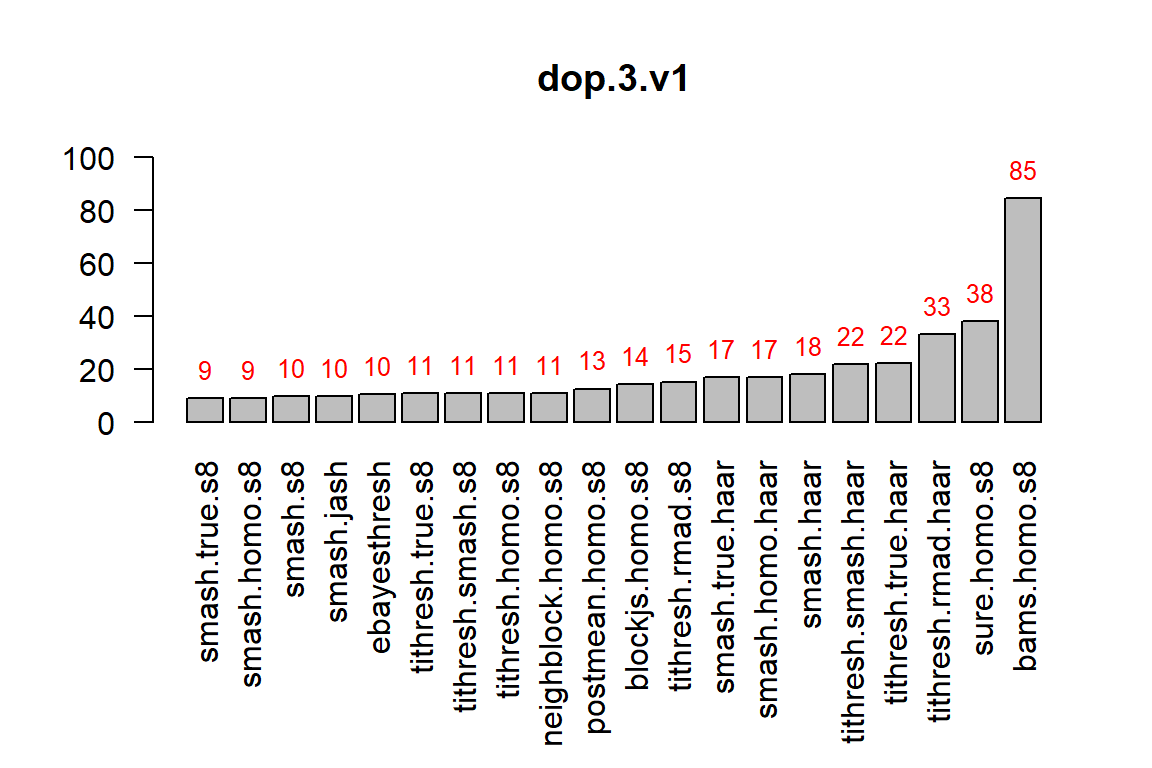 dop.3.v1
100
80
60
40
20
0
9
9
10
10
10
11
11
11
11
13
14
15
17
17
18
22
22
33
38
85
smash.true.s8
smash.homo.s8
smash.s8
smash.jash
ebayesthresh
tithresh.true.s8
tithresh.smash.s8
tithresh.homo.s8
neighblock.homo.s8
postmean.homo.s8
blockjs.homo.s8
tithresh.rmad.s8
smash.true.haar
smash.homo.haar
smash.haar
tithresh.smash.haar
tithresh.true.haar
tithresh.rmad.haar
sure.homo.s8
bams.homo.s8